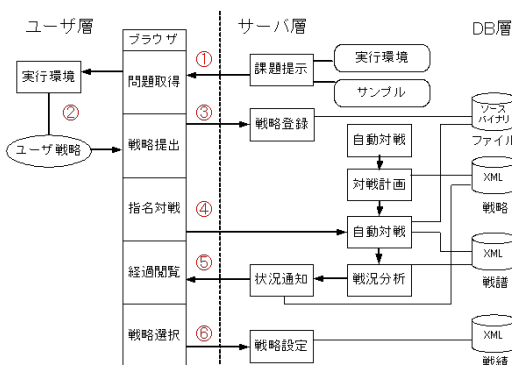 ユーザ層
サーバ層
DB層
ブラウザ
①
実行環境
問題取得
課題提示
実行環境
サンプル
②
③
ユーザ戦略
戦略提出
戦略登録
ソース
バイナリ
ファイル
自動対戦
対戦計画
XML
戦略
指名対戦
④
自動対戦
XML
戦譜
経過閲覧
⑤
状況通知
戦況分析
戦略選択
⑥
戦略設定
XML
戦績